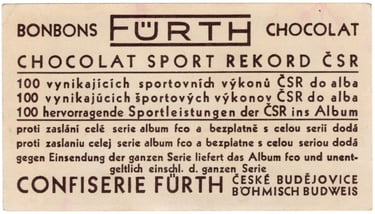 BONBONS FÜRTH CHOCOLAT
CHOCOLAT SPORT REKORD ČSR
100 vynikajících sportovních výkonů ČSR do alba
100 vynikajúcich športových výkonov ČSR do alba
100 hervorragende Sportleistungen der ČSR ins Album
proti zaslání celé serie album fco a bezplatně s celou serií dodá
proti zaslaniu celej serie album fco a bezplatne s celou seriou dodá
gegen Einsendung der ganzen Serie liefert das Album fco und unent-
geltlich einschl. d. ganzen Serie
CONFISERIE FÜRTH ČESKÉ BUDĚJOVICE
BÖHMISCH BUDWEIS